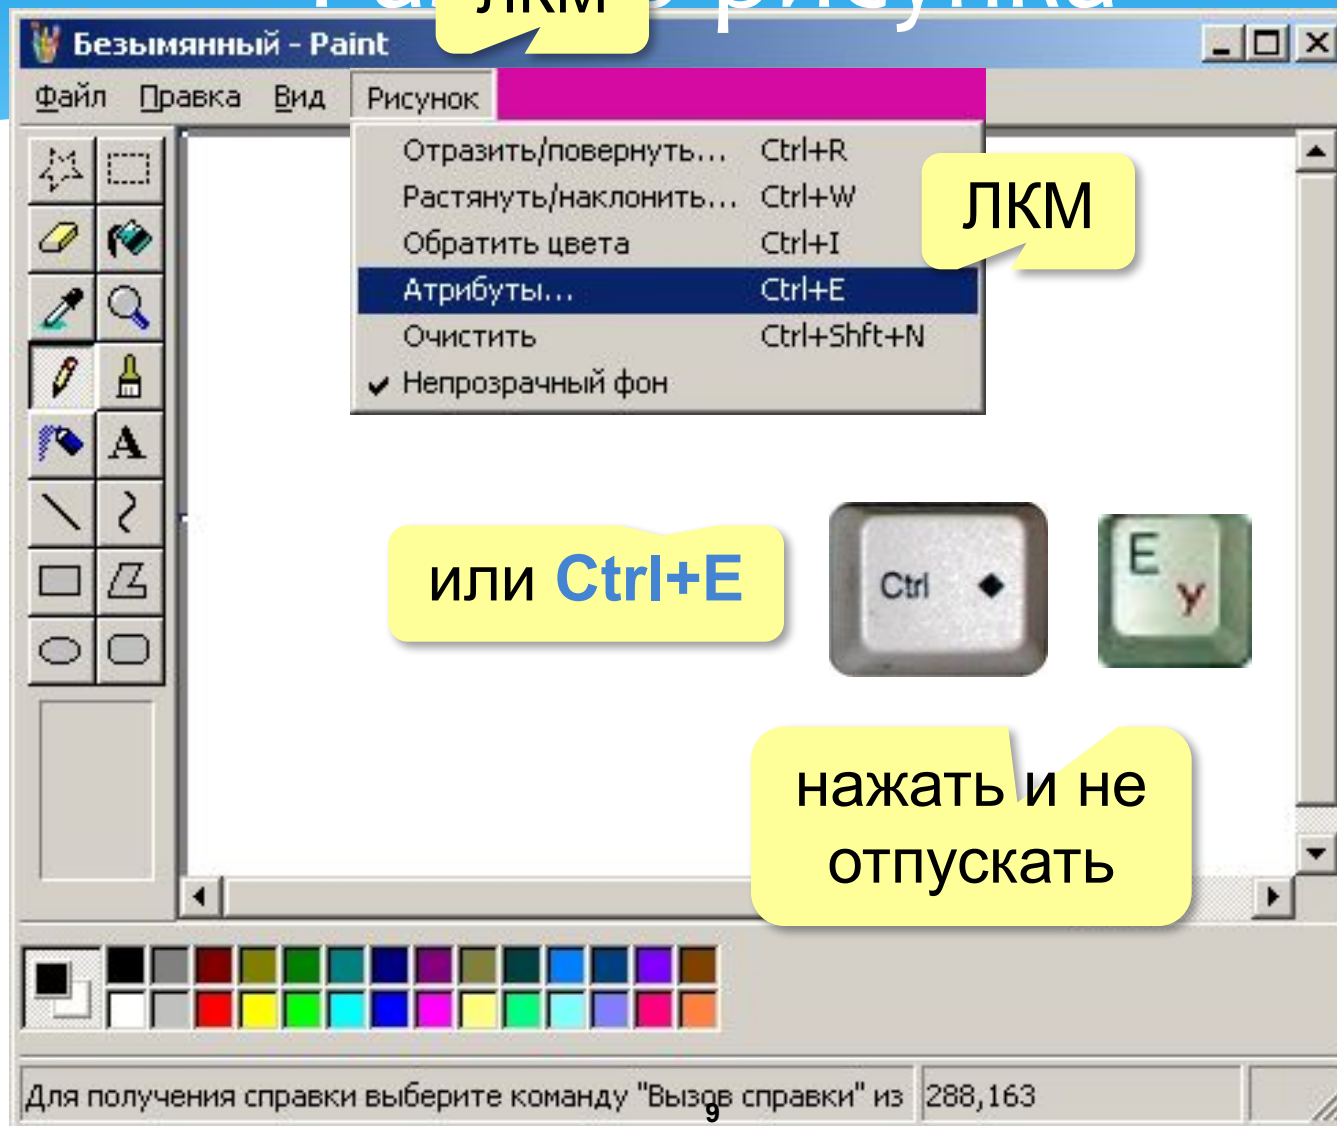 рисунка
ЛКМ
Безымянный - Paint
Файл Правка Вид Рисунок
Отразить/повернуть... Ctrl+R
Растянуть/наклонить... Ctrl+W
Обратить цвета Ctrl+I
Атрибуты... Ctrl+E
Очистить Ctrl+Shft+N
Непрозрачный фон
ЛКМ
A
или Ctrl+E
Ctrl
E
У
нажать и не
отпускать
Для получения справки выберите команду "Вызов справки" из 288,163
9